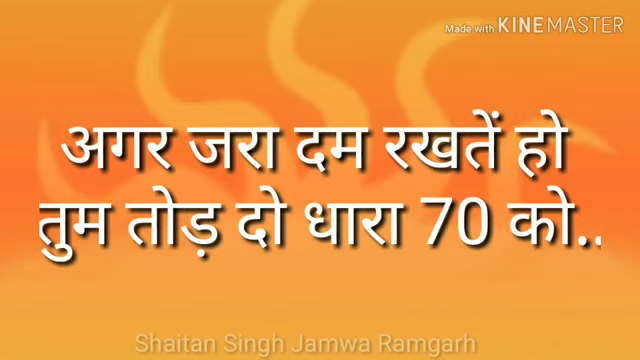 Made with KINEMASTER
अगर जरा दम रखतें हो
तुम तोड़ दो धारा 70 को..
Shaitan Singh Jamwa Ramgarh